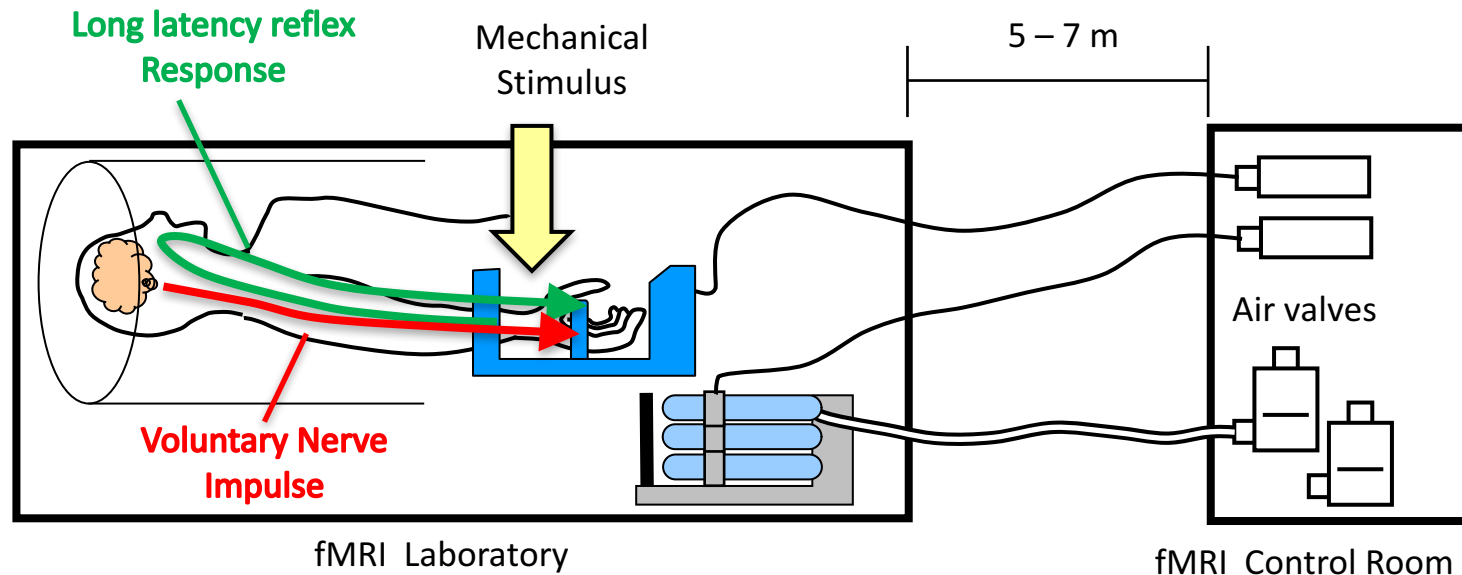 Long latency reflex
Response
Mechanical
Stimulus
5 – 7 m
Air valves
Voluntary Nerve
Impulse
fMRI Laboratory
fMRI Control Room